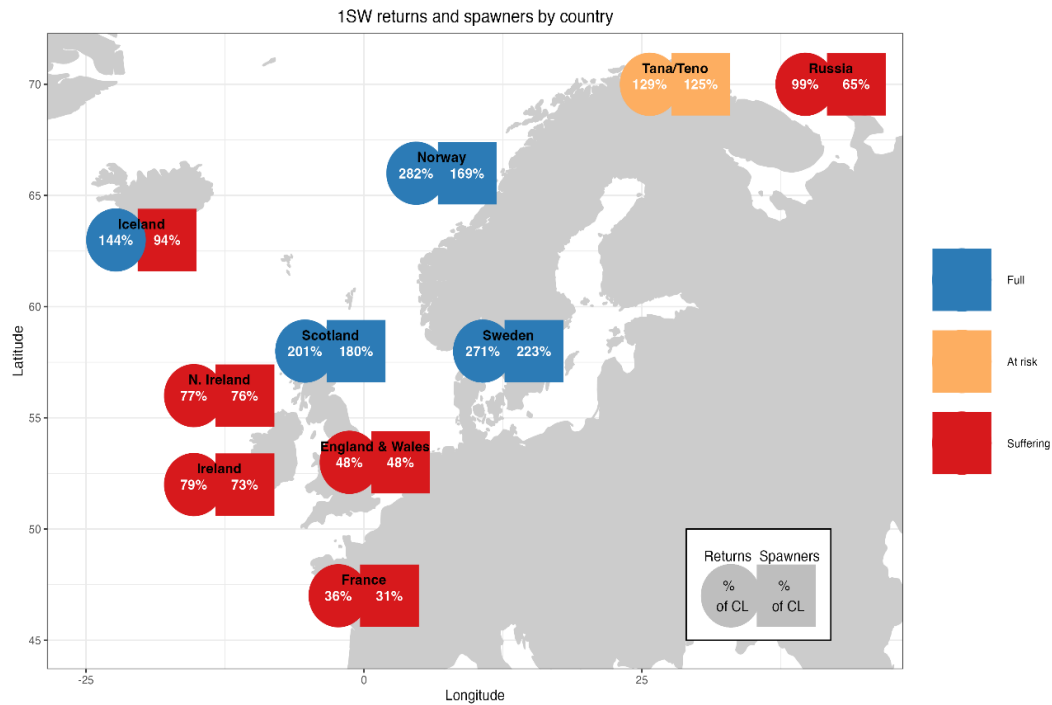 1SW returns and spawners by country
70
65
60
55
50
45
Latitude
-25
0
25
Longitude
Tana/Teno
129% 125%
Russia
99% 65%
Norway
282% 169%
Iceland
144% 94%
Scotland
201% 180%
Sweden
271% 223%
N. Ireland
77% 76%
England & Wales
48% 48%
Ireland
79% 73%
France
36% 31%
Returns Spawners
% %
of CL of CL
Full
At risk
Suffering